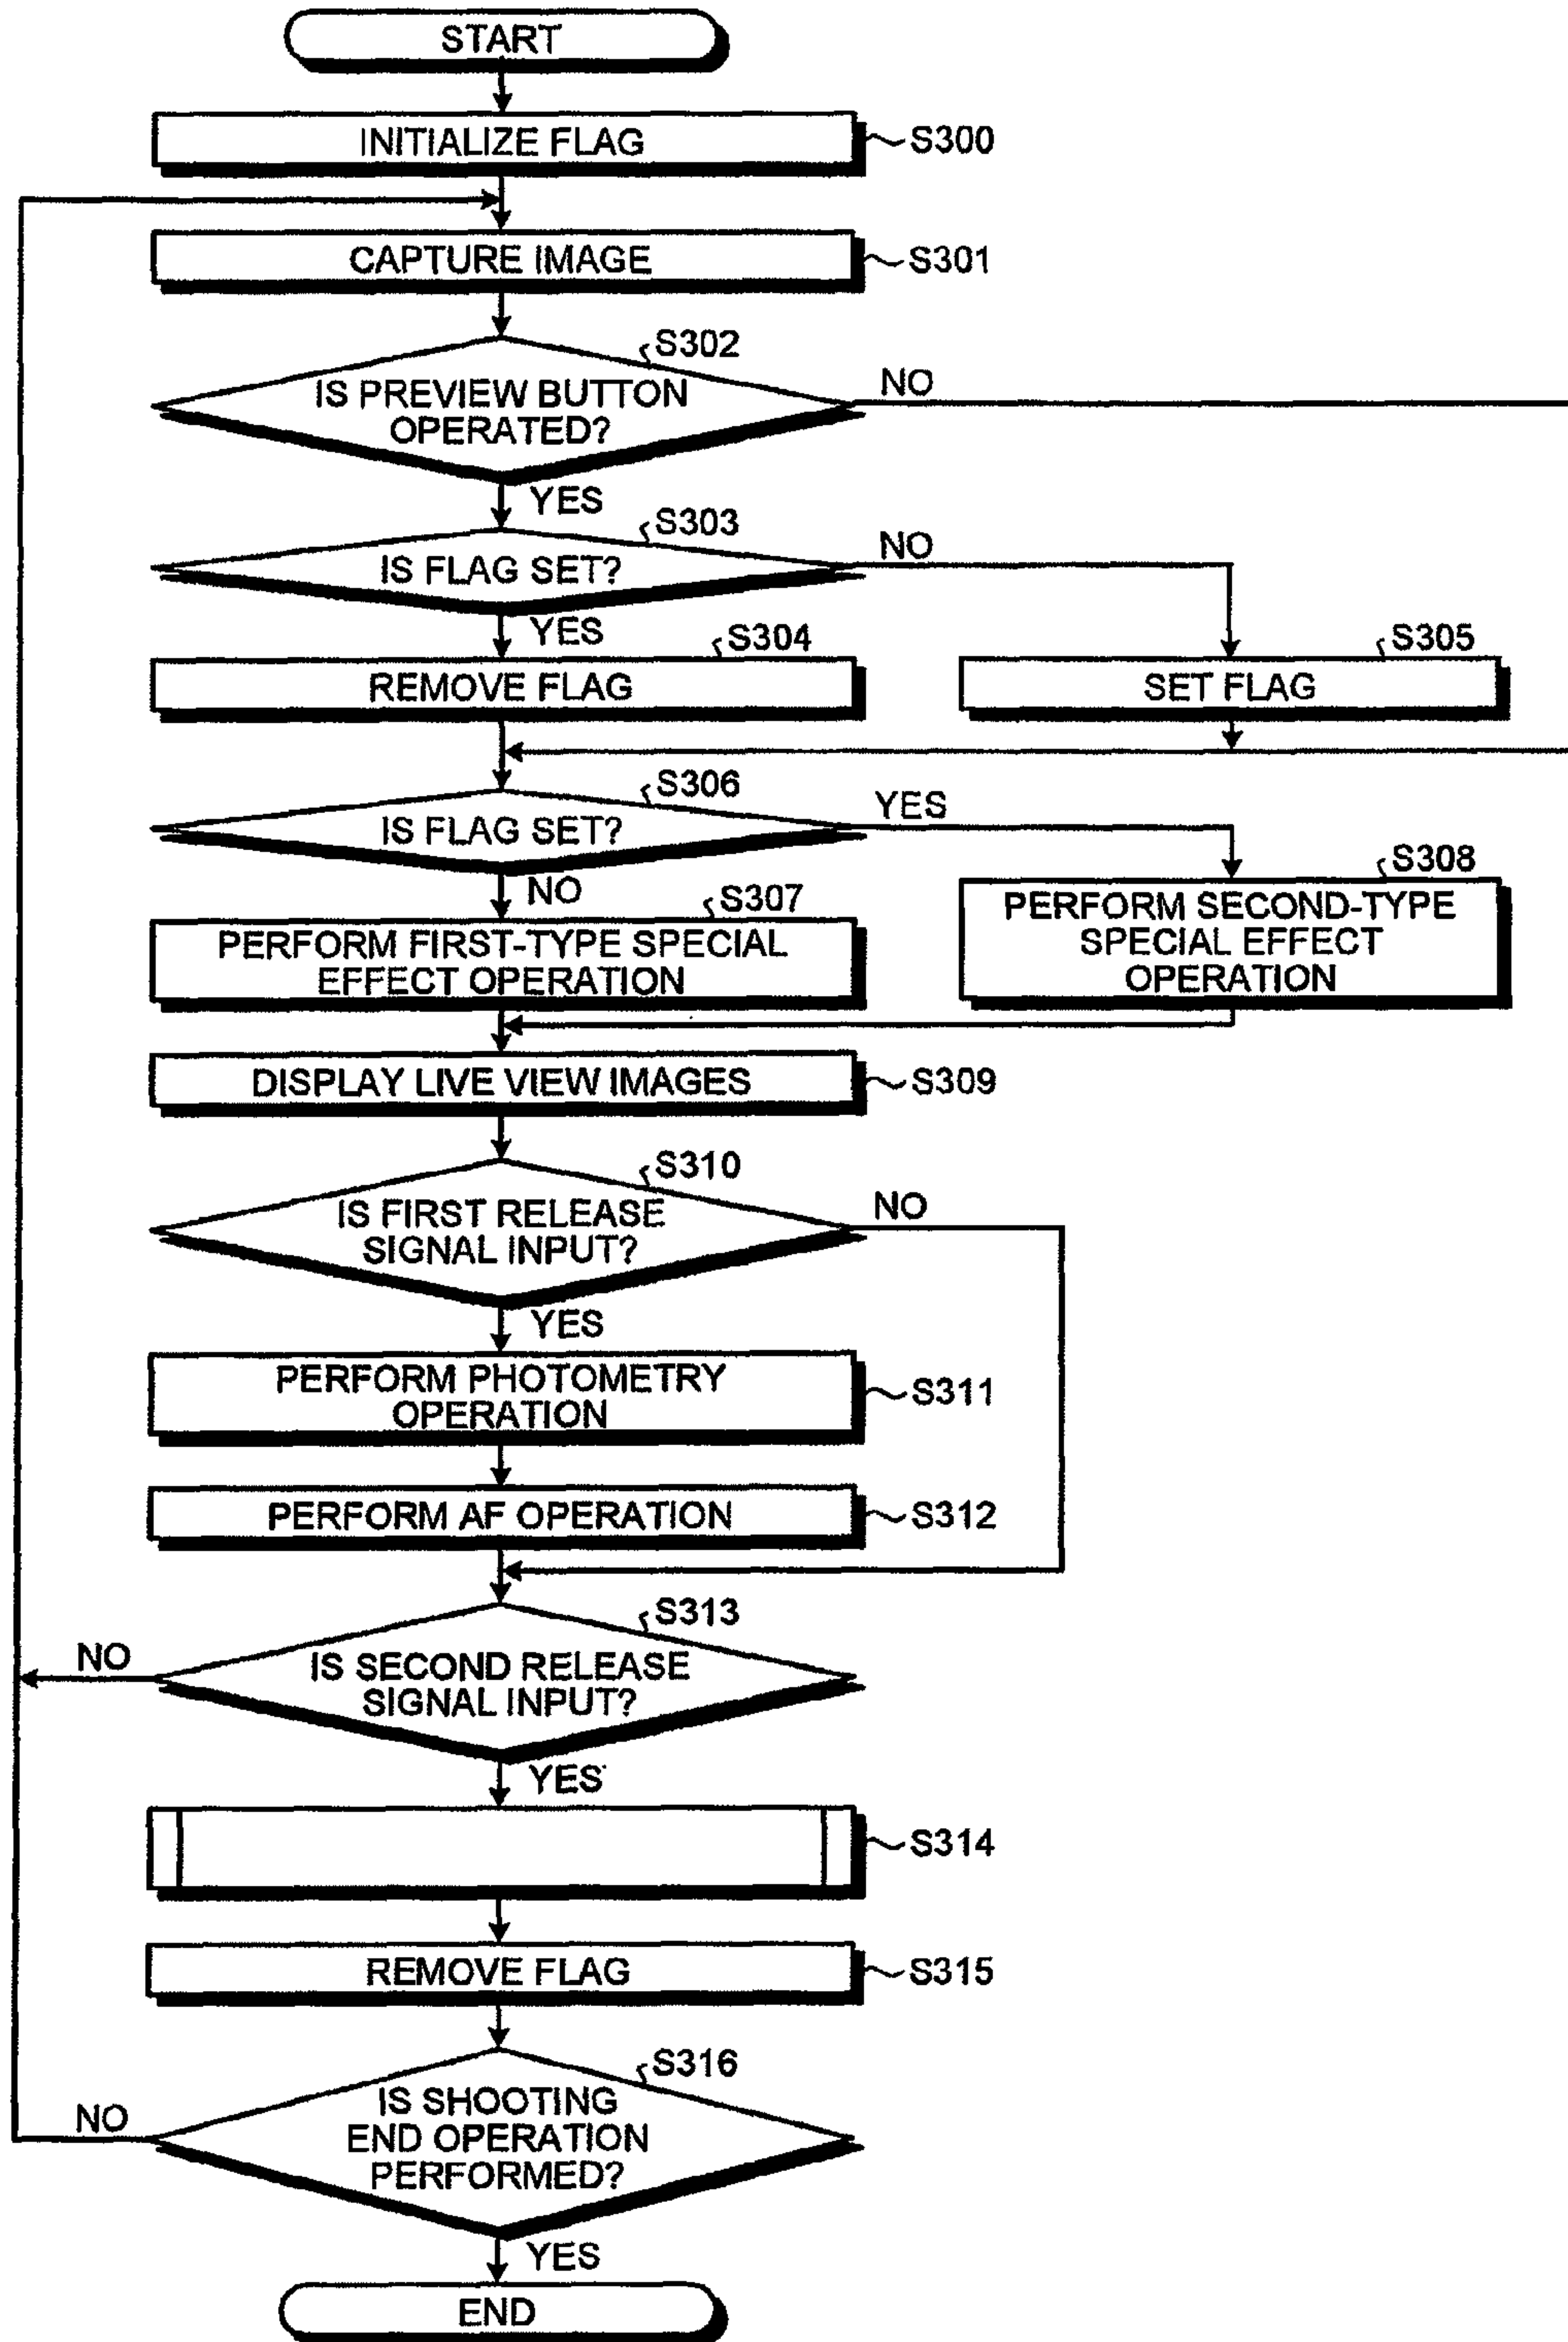 START
INITIALIZE FLAG
S300
CAPTURE IMAGE
S301
S302
IS PREVIEW BUTTON
OPERATED?
NO
YES
S303
IS FLAG SET?
NO
YES
S304
REMOVE FLAG
S305
SET FLAG
S306
IS FLAG SET?
YES
NO
S307
PERFORM FIRST-TYPE SPECIAL
EFFECT OPERATION
S308
PERFORM SECOND-TYPE
SPECIAL EFFECT
OPERATION
DISPLAY LIVE VIEW IMAGES
S309
S310
IS FIRST RELEASE
SIGNAL INPUT?
NO
YES
PERFORM PHOTOMETRY
OPERATION
S311
PERFORM AF OPERATION
S312
S313
IS SECOND RELEASE
SIGNAL INPUT?
NO
YES
S314
REMOVE FLAG
S315
S316
IS SHOOTING
END OPERATION
PERFORMED?
NO
YES
END